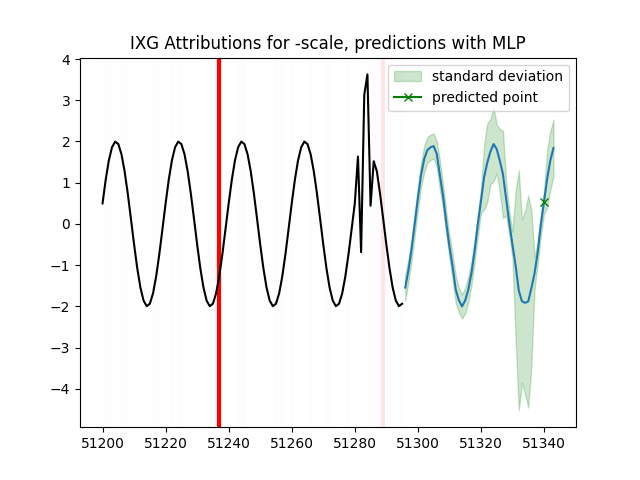 IXG Attributions for -scale, predictions with MLP
4
3
2
1
0
−1
−2
−3
−4
standard deviation
predicted point
51200 51220 51240 51260 51280 51300 51320 51340